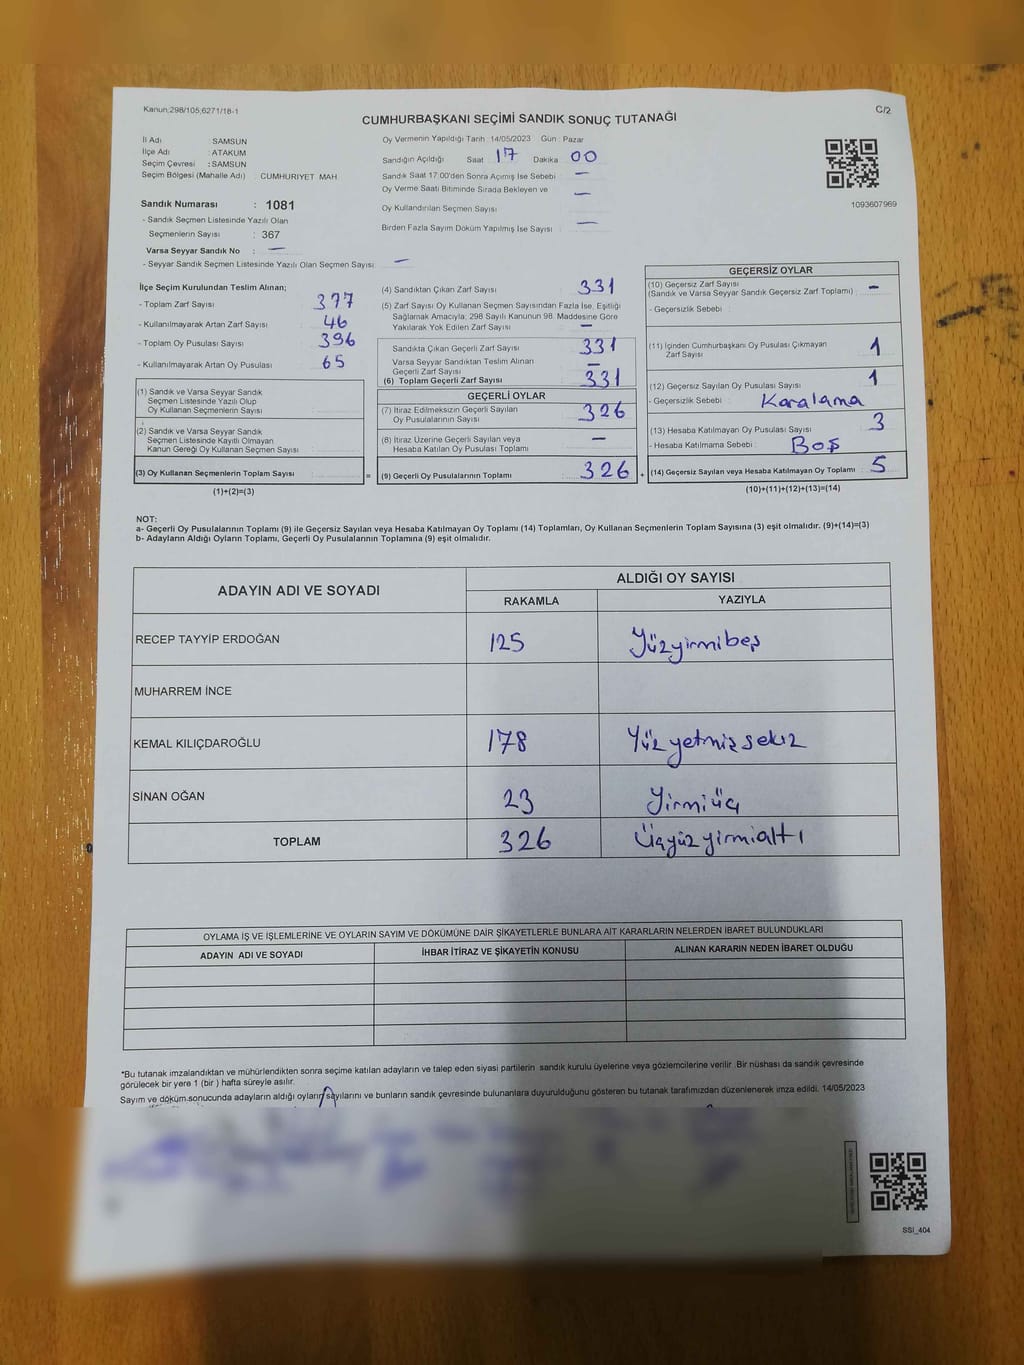 Kanun;298/105;6271/18-1
C/2
CUMHURBAŞKANI SEÇİMİ SANDIK SONUÇ TUTANAĞI
İli Adı SAMSUN
İlçe Adı : ATAKUM
Seçim Çevresi : SAMSUN
Seçim Bölgesi (Mahalle Adı) : CUMHURIYET MAH
Oy Vermenin Yapıldığı Tarih :14/05/2023 Gün : Pazar
Sandığın Açıldığı Saat 17 Dakika 00
Sandık Saat 17:00'den Sonra Açılmış İse Sebebi : —
Oy Verme Saati Bitiminde Sırada Bekleyen ve —
Oy Kullandırılan Seçmen Sayısı
Birden Fazla Sayım Döküm Yapılmış İse Sayısı : —
1093607969
Sandık Numarası : 1081
- Sandık Seçmen Listesinde Yazılı Olan
Seçmenlerin Sayısı : 367
Varsa Seyyar Sandık No : —
- Seyyar Sandık Seçmen Listesinde Yazılı Olan Seçmen Sayısı: —
İlçe Seçim Kurulundan Teslim Alınan;
- Toplam Zarf Sayısı 377
- Kullanılmayarak Artan Zarf Sayısı 46
- Toplam Oy Pusulası Sayısı 396
- Kullanılmayarak Artan Oy Pusulası 65
(1) Sandık ve Varsa Seyyar Sandık
Seçmen Listesinde Yazılı Olup
Oy Kullanan Seçmenlerin Sayısı
(2) Sandık ve Varsa Seyyar Sandık
Seçmen Listesinde Kayıtlı Olmayan
Kanun Gereği Oy Kullanan Seçmen Sayısı
(3) Oy Kullanan Seçmenlerin Toplam Sayısı
(1)+(2)=(3)
(4) Sandıktan Çıkan Zarf Sayısı 331
(5) Zarf Sayısı Oy Kullanan Seçmen Sayısından Fazla İse, Eşitliği
Sağlamak Amacıyla; 298 Sayılı Kanunun 98. Maddesine Göre
Yakılarak Yok Edilen Zarf Sayısı —
Sandıkta Çıkan Geçerli Zarf Sayısı 331
Varsa Seyyar Sandıktan Teslim Alınan
Geçerli Zarf Sayısı —
(6) Toplam Geçerli Zarf Sayısı 331
GEÇERLİ OYLAR
(7) İtiraz Edilmeksizin Geçerli Sayılan
Oy Pusulalarının Sayısı 326
(8) İtiraz Üzerine Geçerli Sayılan veya
Hesaba Katılan Oy Pusulası Toplamı —
= (9) Geçerli Oy Pusulalarının Toplamı 326 +
GEÇERSİZ OYLAR
(10) Geçersiz Zarf Sayısı
(Sandık ve Varsa Seyyar Sandık Geçersiz Zarf Toplamı) : —
- Geçersizlik Sebebi :
(11) İçinden Cumhurbaşkanı Oy Pusulası Çıkmayan
Zarf Sayısı 1
(12) Geçersiz Sayılan Oy Pusulası Sayısı 1
- Geçersizlik Sebebi : Karalama
(13) Hesaba Katılmayan Oy Pusulası Sayısı 3
- Hesaba Katılmama Sebebi : Boş
(14) Geçersiz Sayılan veya Hesaba Katılmayan Oy Toplamı 5
(10)+(11)+(12)+(13)=(14)
NOT:
a- Geçerli Oy Pusulalarının Toplamı (9) ile Geçersiz Sayılan veya Hesaba Katılmayan Oy Toplamı (14) Toplamları, Oy Kullanan Seçmenlerin Toplam Sayısına (3) eşit olmalıdır. (9)+(14)=(3)
b- Adayların Aldığı Oyların Toplamı, Geçerli Oy Pusulalarının Toplamına (9) eşit olmalıdır.
ADAYIN ADI VE SOYADI
ALDIĞI OY SAYISI
RAKAMLA YAZIYLA
RECEP TAYYİP ERDOĞAN 125 Yüzyirmibeş
MUHARREM İNCE
KEMAL KILIÇDAROĞLU 178 Yüzyetmişsekiz
SİNAN OĞAN 23 Yirmiüç
TOPLAM 326 Üçyüzyirmialtı
OYLAMA İŞ VE İŞLEMLERİNE VE OYLARIN SAYIM VE DÖKÜMÜNE DAİR ŞİKAYETLERLE BUNLARA AİT KARARLARIN NELERDEN İBARET BULUNDUKLARI
ADAYIN ADI VE SOYADI İHBAR İTİRAZ VE ŞİKAYETİN KONUSU ALINAN KARARIN NEDEN İBARET OLDUĞU
*Bu tutanak imzalandıktan ve mühürlendikten sonra seçime katılan adayların ve talep eden siyasi partilerin sandık kurulu üyelerine veya gözlemcilerine verilir .Bir nüshası da sandık çevresinde
görülecek bir yere 1 (bir ) hafta süreyle asılır.
Sayım ve döküm sonucunda adayların aldığı oyların sayılarını ve bunların sandık çevresinde bulunanlara duyurulduğunu gösteren bu tutanak tarafımızdan düzenlenerek imza edildi. 14/05/2023
SSI_404